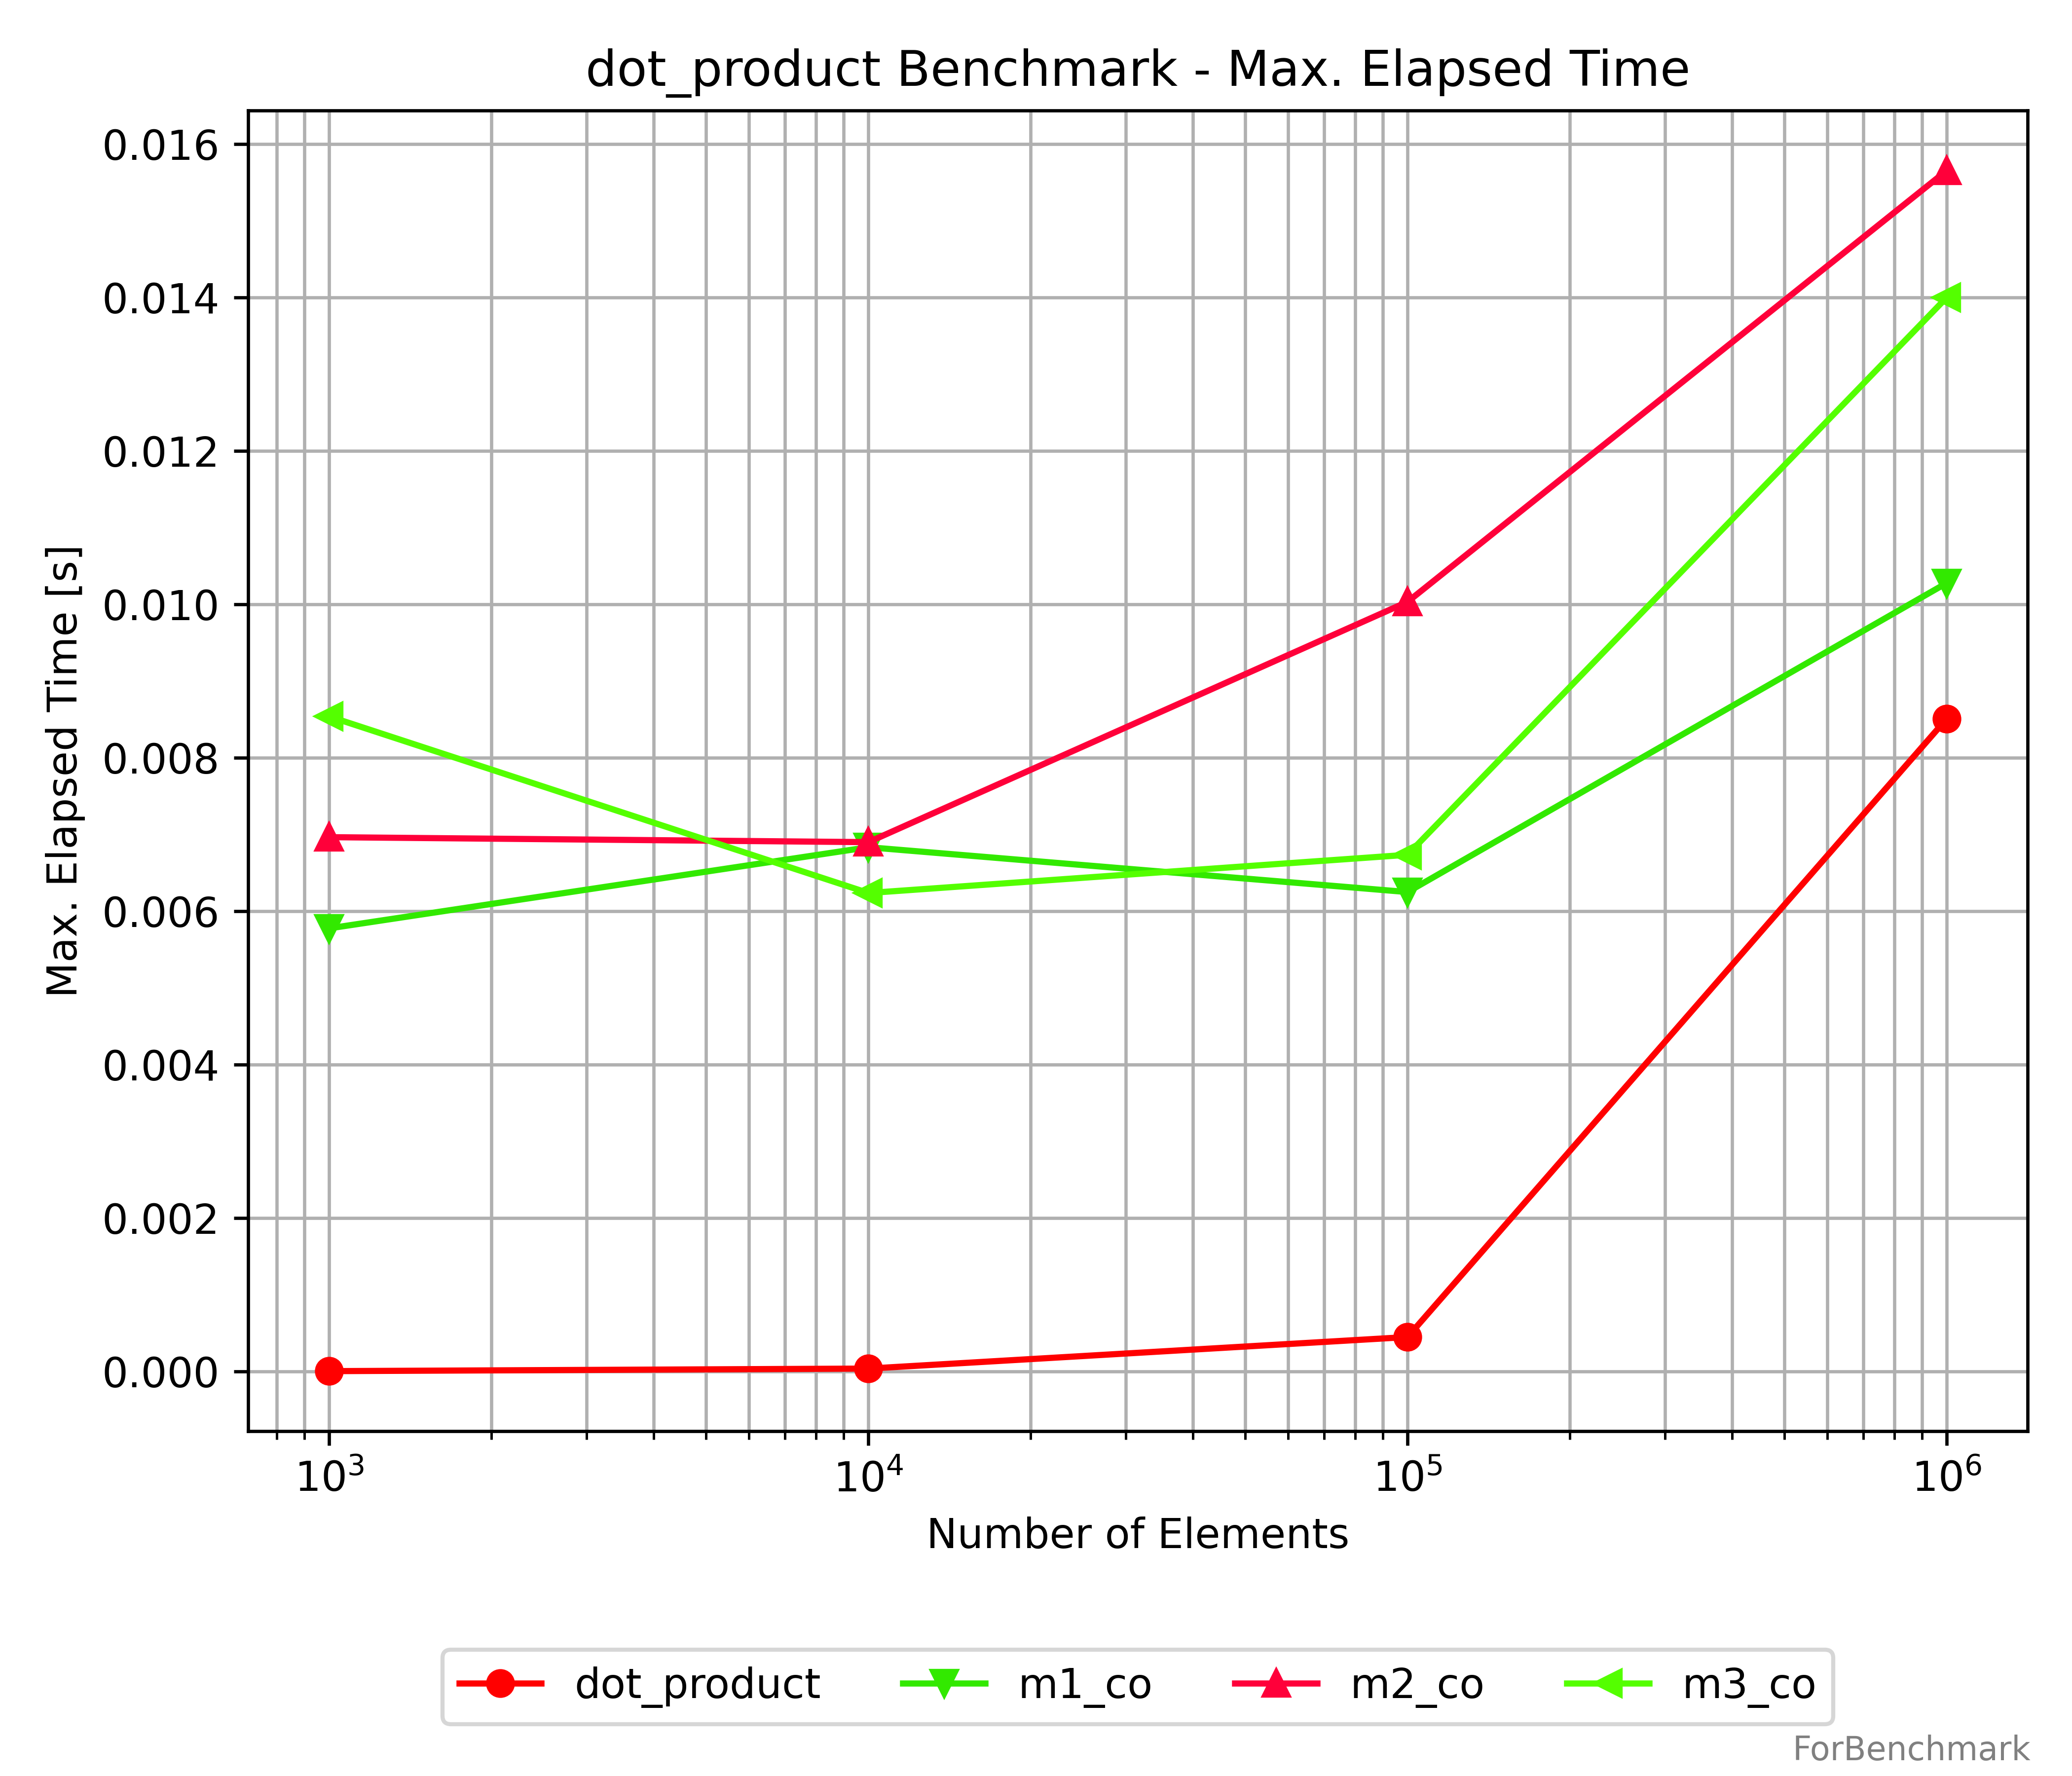 dot_product Benchmark - Max. Elapsed Time
Max. Elapsed Time [s]
0.016
0.014
0.012
0.010
0.008
0.006
0.004
0.002
0.000
10³ 10⁴ 10⁵ 10⁶
Number of Elements
dot_product m1_co m2_co m3_co
ForBenchmark